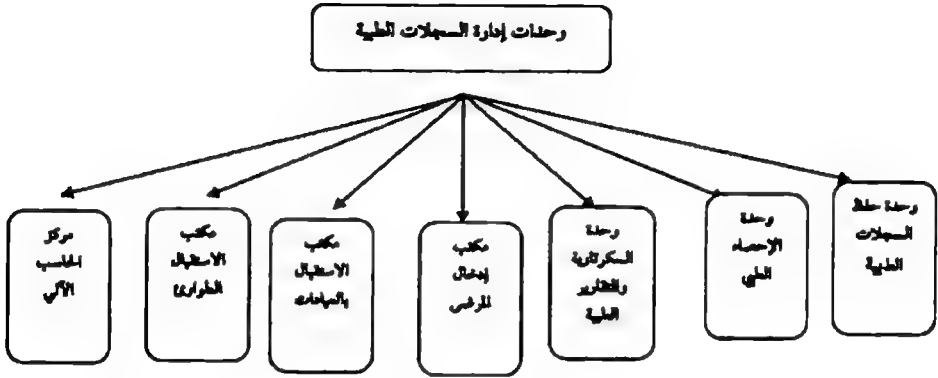 وحدات إدارة السجلات الطبية
وحدة حفظ
السجلات
الطبية
وحدة
الإحصاء
الطبي
وحدة
السكرتارية
والتقارير
الطبية
مكتب
إدخال
المرضى
مكتب
الاستقبال
بالعيادات
مكتب
الاستقبال
الطوارئ
مركز
الحاسب
الآلي